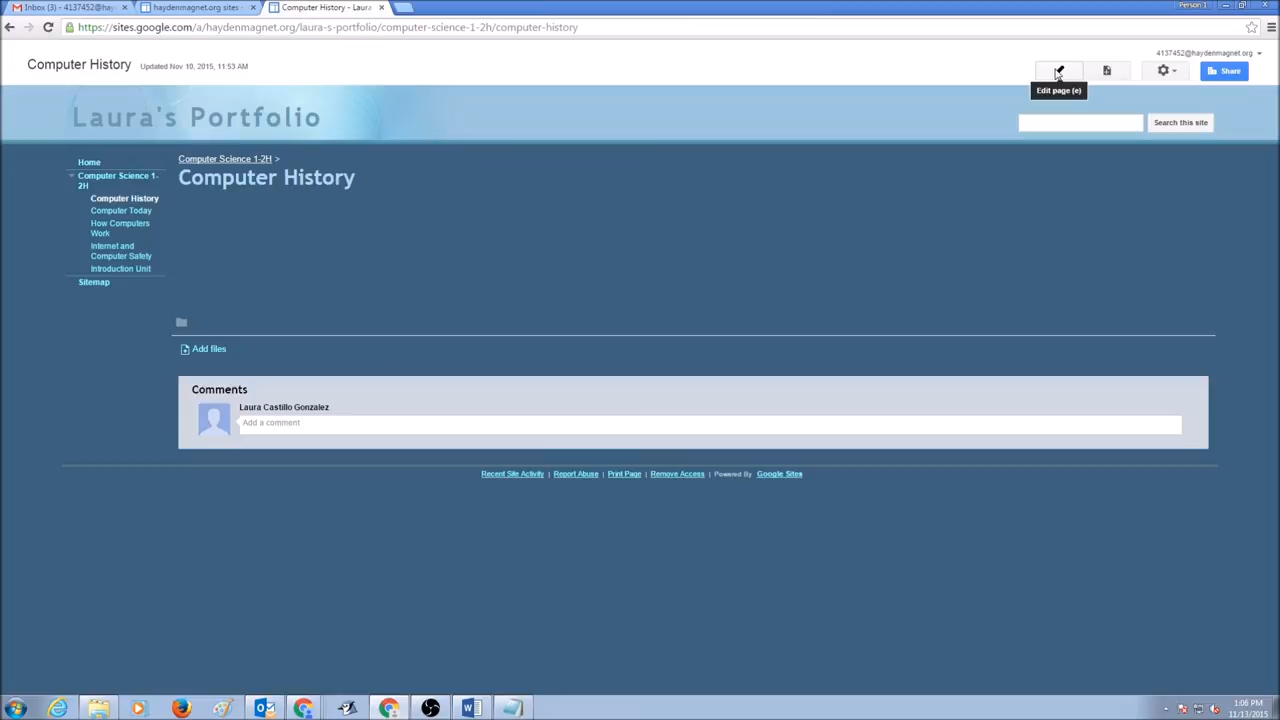 Inbox (3) - 4137452@hay
haydenmagnet.org sites -
Computer History - Laura
Person 1
https://sites.google.com/a/haydenmagnet.org/laura-s-portfolio/computer-science-1-2h/computer-history
4137452@haydenmagnet.org
Computer History
Updated Nov 10, 2015, 11:53 AM
Share
Edit page (e)
Laura's Portfolio
Search this site
Home
Computer Science 1-2H
Computer History
Computer Today
How Computers Work
Internet and Computer Safety
Introduction Unit
Sitemap
Computer Science 1-2H >
Computer History
Add files
Comments
Laura Castillo Gonzalez
Add a comment
Recent Site Activity | Report Abuse | Print Page | Remove Access | Powered By Google Sites
1:06 PM
11/13/2015